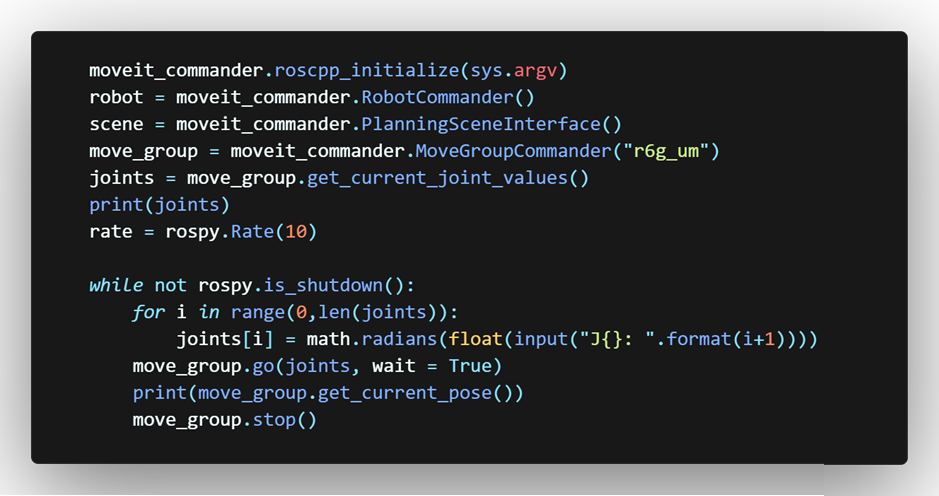 moveit_commander.roscpp_initialize(sys.argv)
robot = moveit_commander.RobotCommander()
scene = moveit_commander.PlanningSceneInterface()
move_group = moveit_commander.MoveGroupCommander("r6g_um")
joints = move_group.get_current_joint_values()
print(joints)
rate = rospy.Rate(10)
while not rospy.is_shutdown():
    for i in range(0,len(joints)):
        joints[i] = math.radians(float(input("J{}: ".format(i+1))))
    move_group.go(joints, wait = True)
    print(move_group.get_current_pose())
    move_group.stop()